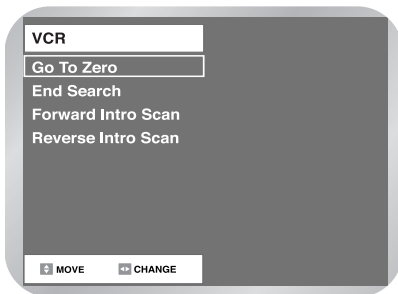 VCR
Go To Zero
End Search
Forward Intro Scan
Reverse Intro Scan
MOVE CHANGE